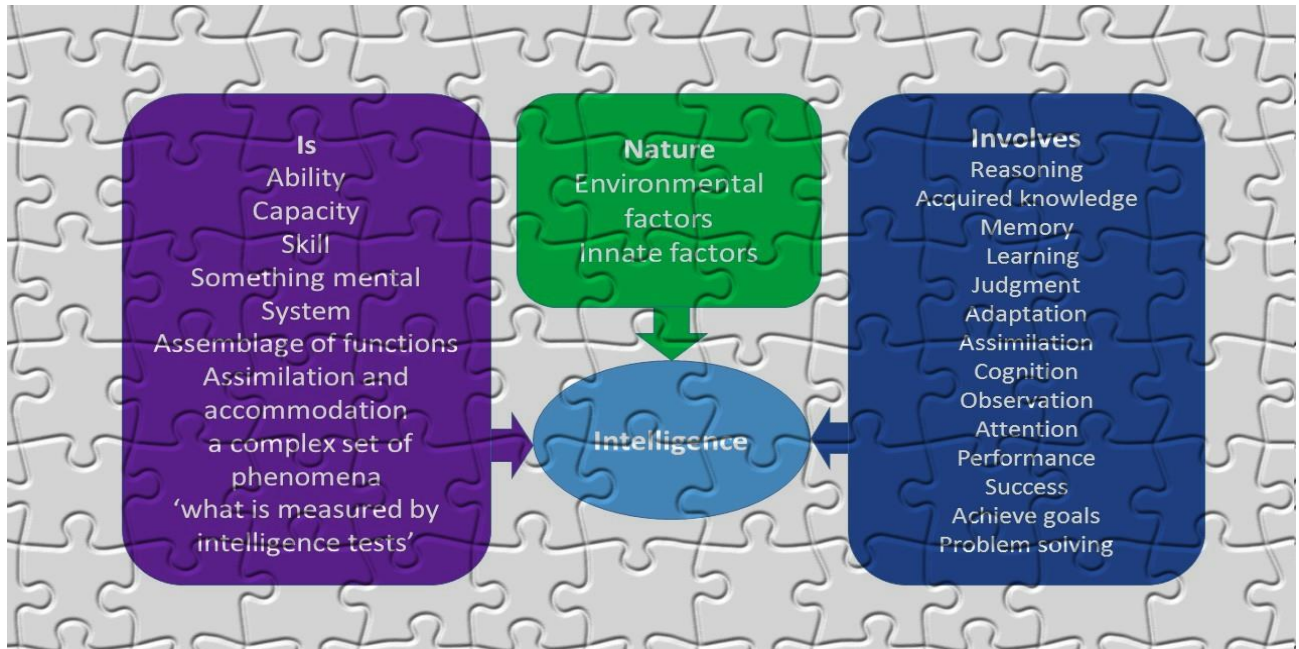 Is
Ability
Capacity
Skill
Something mental
System
Assemblage of functions
Assimilation and
accommodation
a complex set of
phenomena
‘what is measured by
intelligence tests’
Nature
Environmental
factors
Innate factors
Intelligence
Involves
Reasoning
Acquired knowledge
Memory
Learning
Judgment
Adaptation
Assimilation
Cognition
Observation
Attention
Performance
Success
Achieve goals
Problem solving